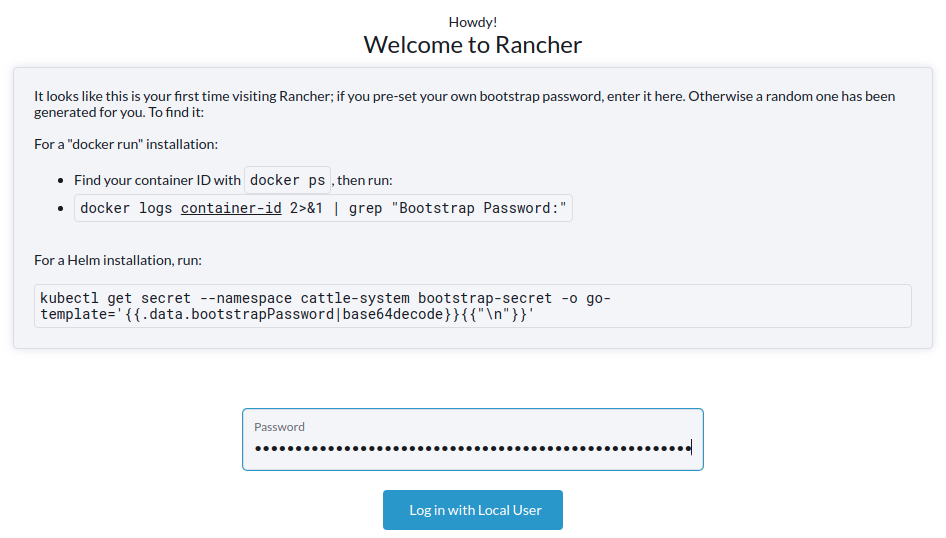 Howdy!
Welcome to Rancher
It looks like this is your first time visiting Rancher; if you pre-set your own bootstrap password, enter it here. Otherwise a random one has been
generated for you. To find it:
For a "docker run" installation:
Find your container ID with docker ps, then run:
docker logs container-id 2>&1 | grep "Bootstrap Password:"
For a Helm installation, run:
kubectl get secret --namespace cattle-system bootstrap-secret -o go-
template='{{.data.bootstrapPassword|base64decode}}{{"\n"}}'
Password
Log in with Local User